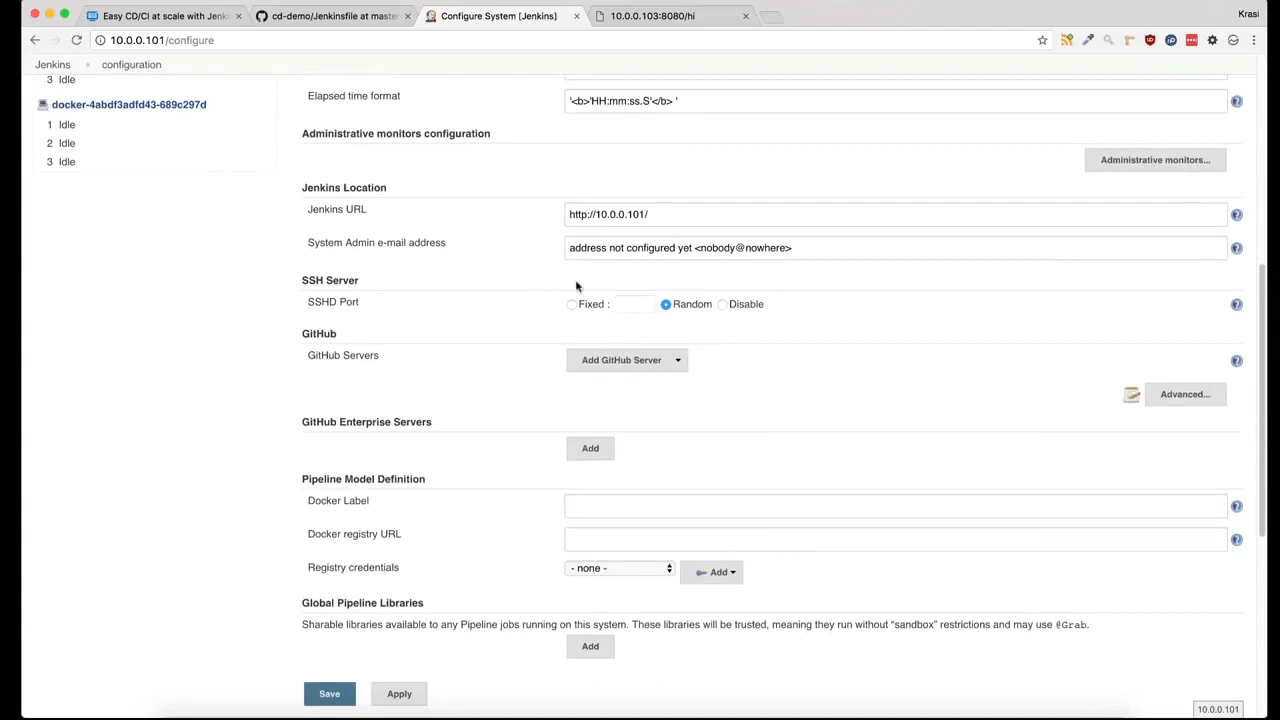 Easy CD/CI at scale with Jenki
cd-demo/Jenkinsfile at master
Configure System [Jenkins]
10.0.0.103:8080/hi
Krasi
10.0.0.101/configure
Jenkins
configuration
3 Idle
docker-4abdf3adfd43-689c297d
1 Idle
2 Idle
3 Idle
Elapsed time format
'<b>'HH:mm:ss.S'</b> '
Administrative monitors configuration
Administrative monitors...
Jenkins Location
Jenkins URL
http://10.0.0.101/
System Admin e-mail address
address not configured yet <nobody@nowhere>
SSH Server
SSHD Port
Fixed :
Random
Disable
GitHub
GitHub Servers
Add GitHub Server
Advanced...
GitHub Enterprise Servers
Add
Pipeline Model Definition
Docker Label
Docker registry URL
Registry credentials
- none -
Add
Global Pipeline Libraries
Sharable libraries available to any Pipeline jobs running on this system. These libraries will be trusted, meaning they run without “sandbox” restrictions and may use @Grab.
Add
Save
Apply
10.0.0.101